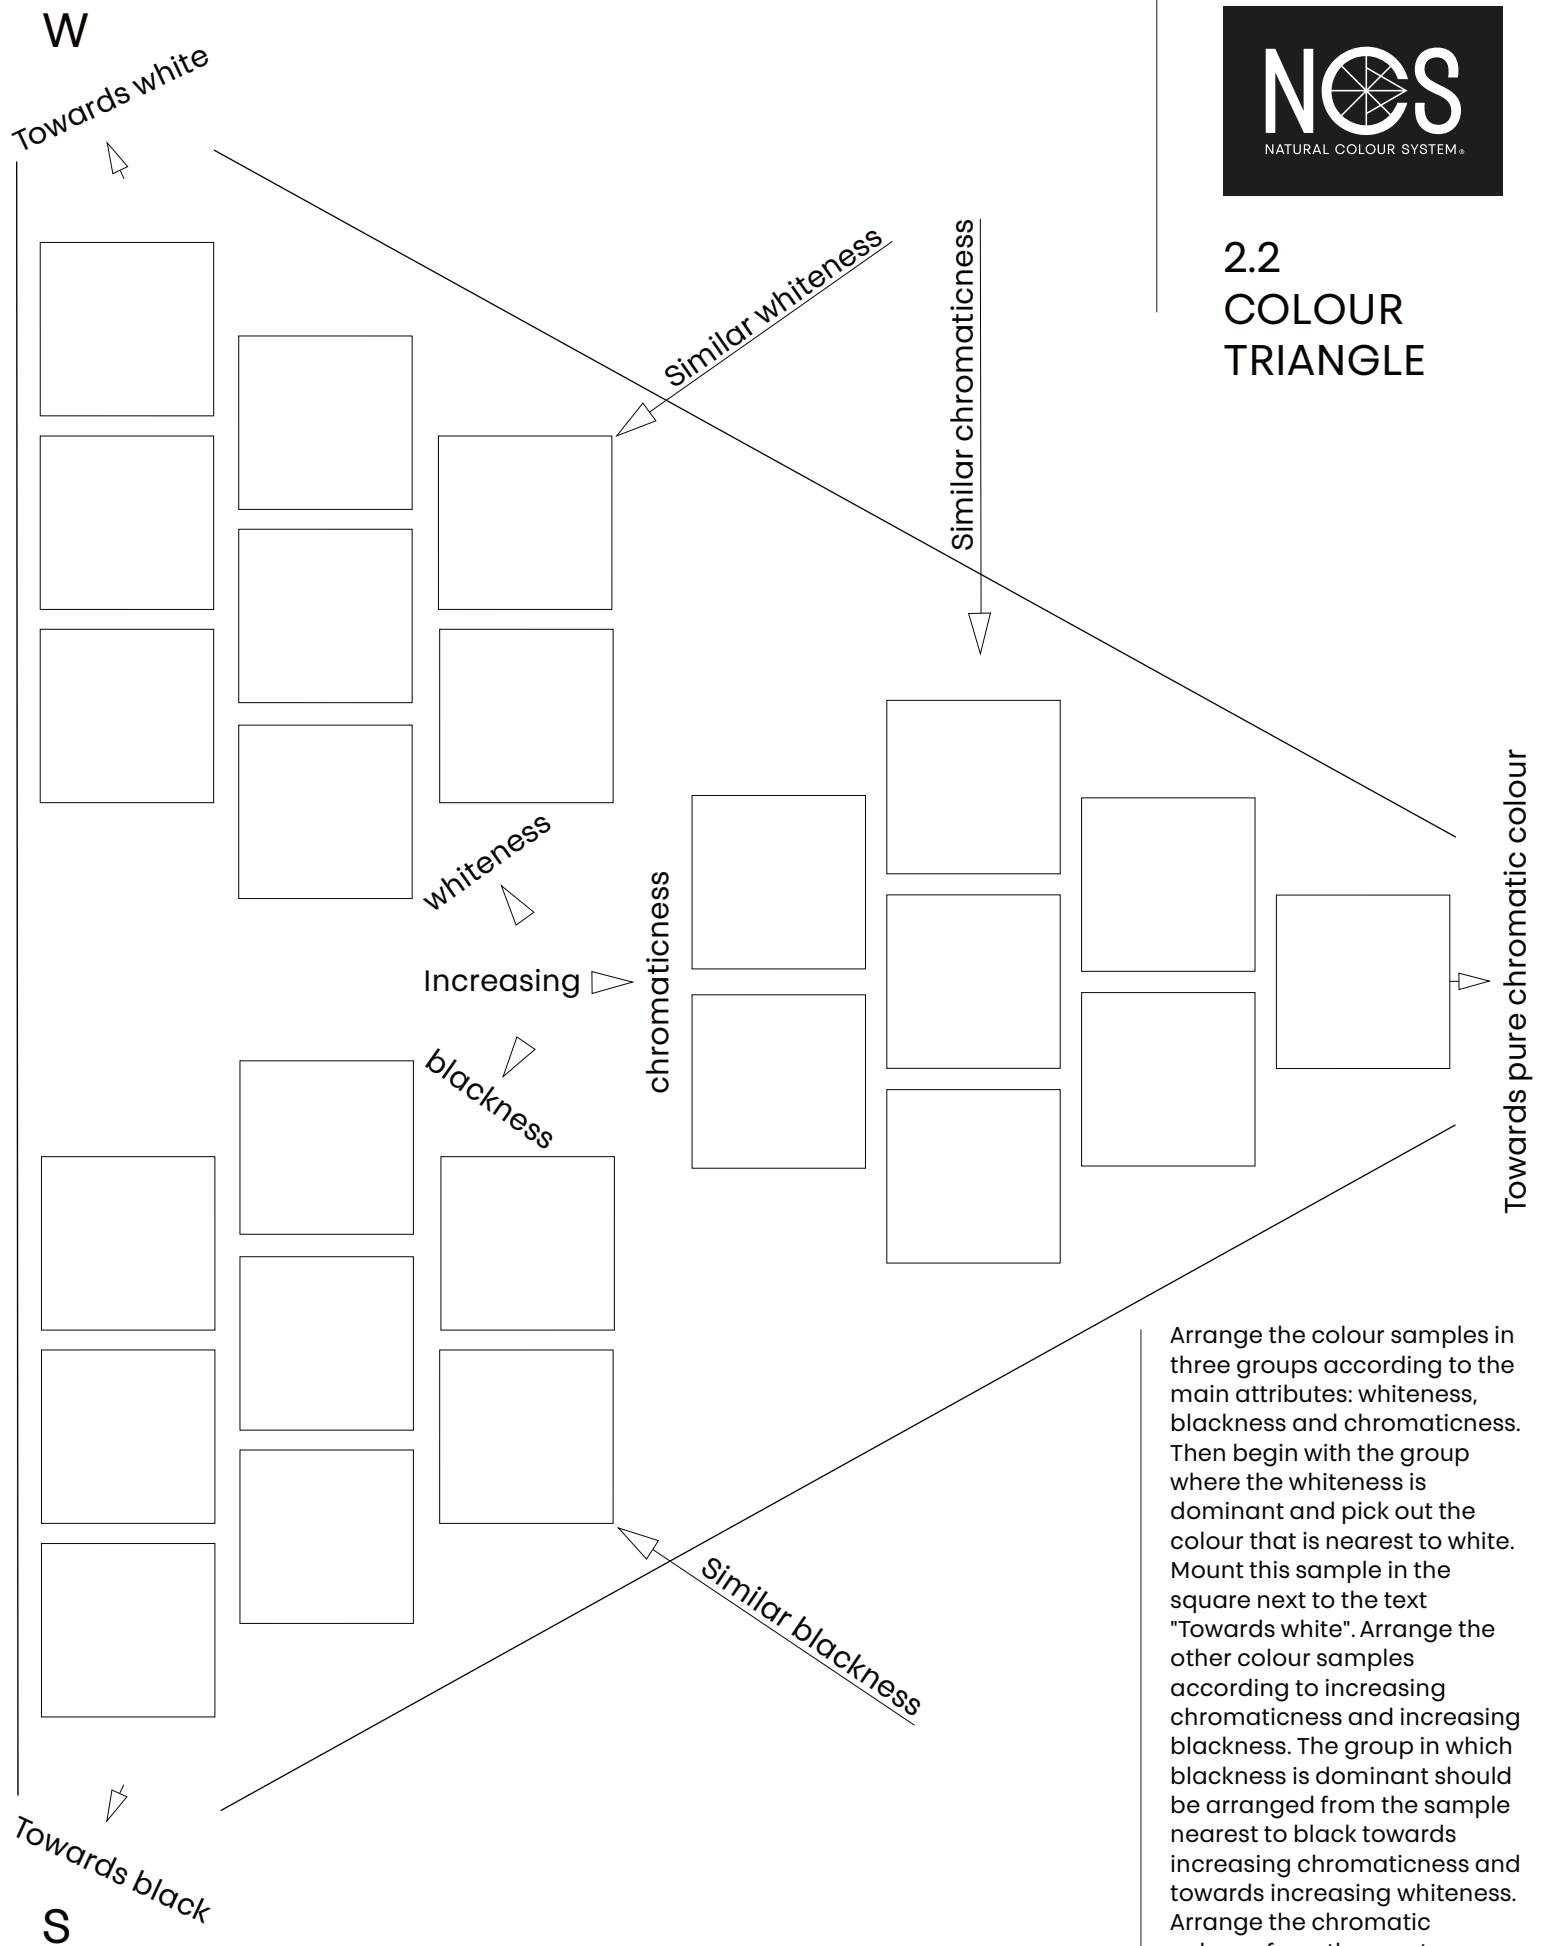 W
Towards white
NCS
NATURAL COLOUR SYSTEM®
2.2
COLOUR
TRIANGLE
Similar whiteness
Similar chromaticness
whiteness
Increasing
chromaticness
blackness
Towards pure chromatic colour
Similar blackness
Arrange the colour samples in
three groups according to the
main attributes: whiteness,
blackness and chromaticness.
Then begin with the group
where the whiteness is
dominant and pick out the
colour that is nearest to white.
Mount this sample in the
square next to the text
"Towards white". Arrange the
other colour samples
according to increasing
chromaticness and increasing
blackness. The group in which
blackness is dominant should
be arranged from the sample
nearest to black towards
increasing chromaticness and
towards increasing whiteness.
Arrange the chromatic
Towards black
S